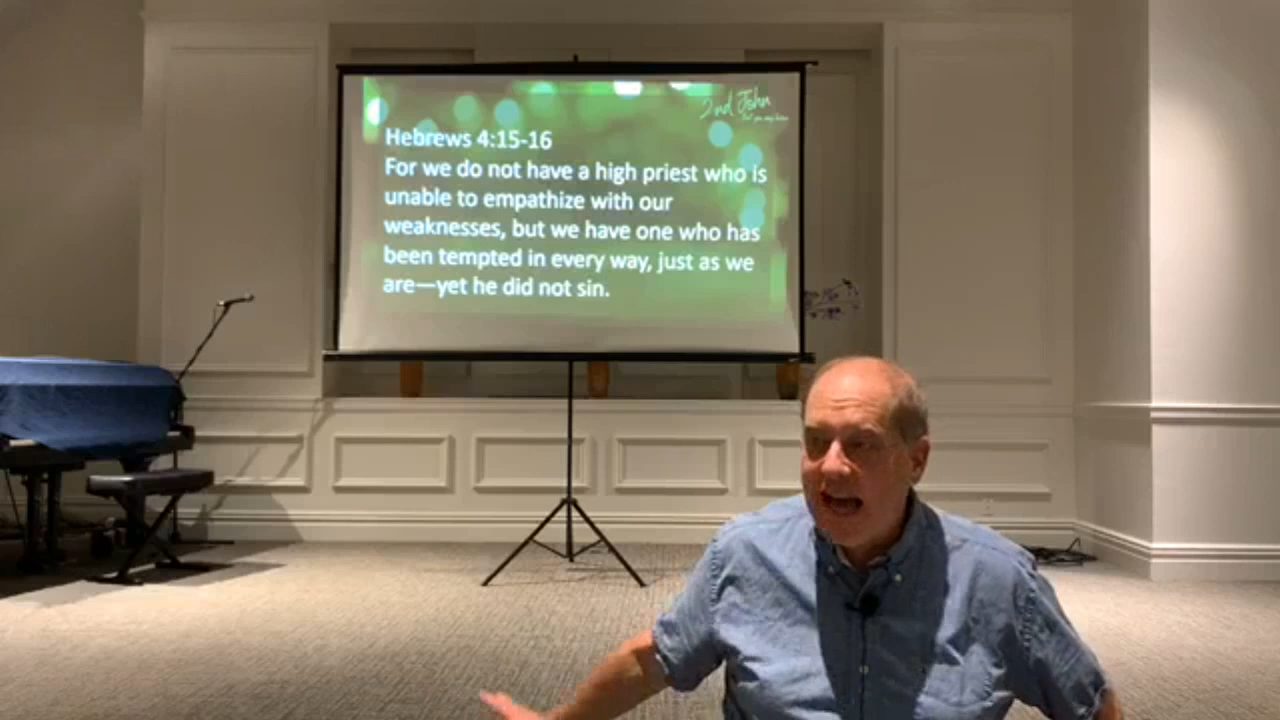 2nd John
Hebrews 4:15-16
For we do not have a high priest who is
unable to empathize with our
weaknesses, but we have one who has
been tempted in every way, just as we
are—yet he did not sin.